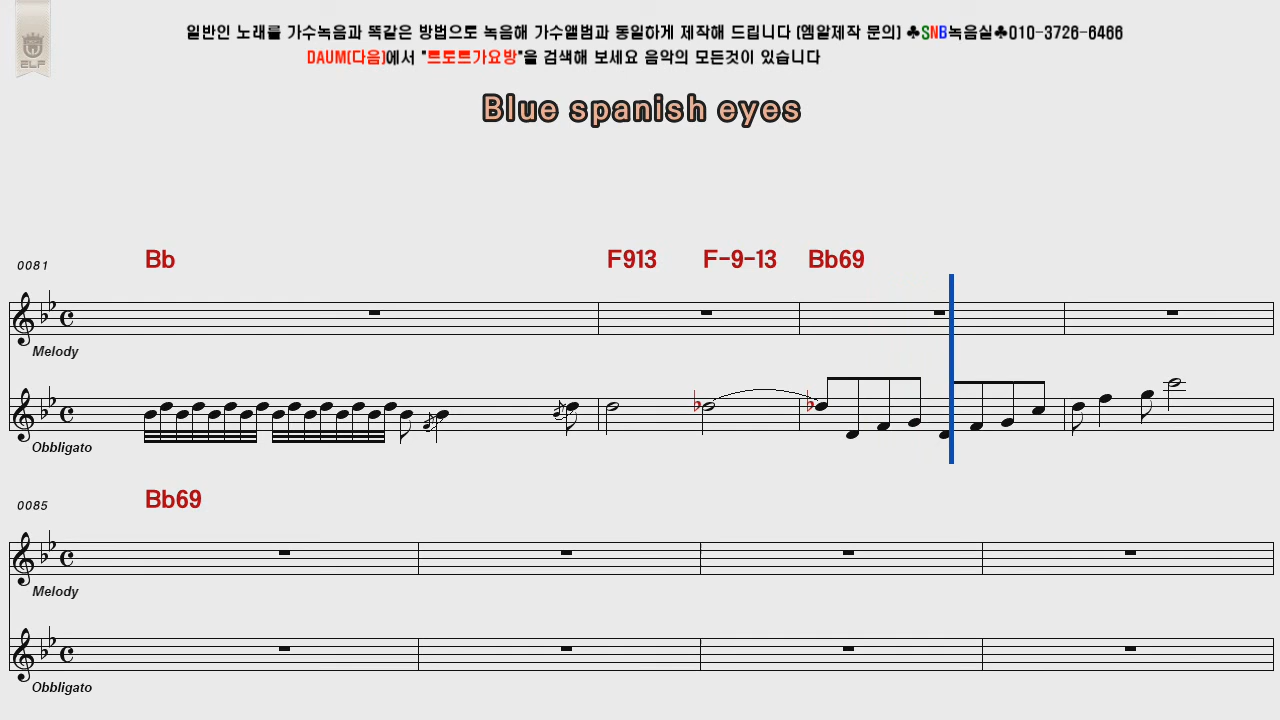 일반인 노래를 가수녹음과 똑같은 방법으로 녹음해 가수앨범과 동일하게 제작해 드립니다 (엠알제작 문의) ♣SNB녹음실♣010-3726-6466
DAUM(다음)에서 "트토트가요방"을 검색해 보세요 음악의 모든것이 있습니다
ELF
Blue spanish eyes
0081 Bb F913 F-9-13 Bb69
Melody
Obbligato
0085 Bb69
Melody
Obbligato